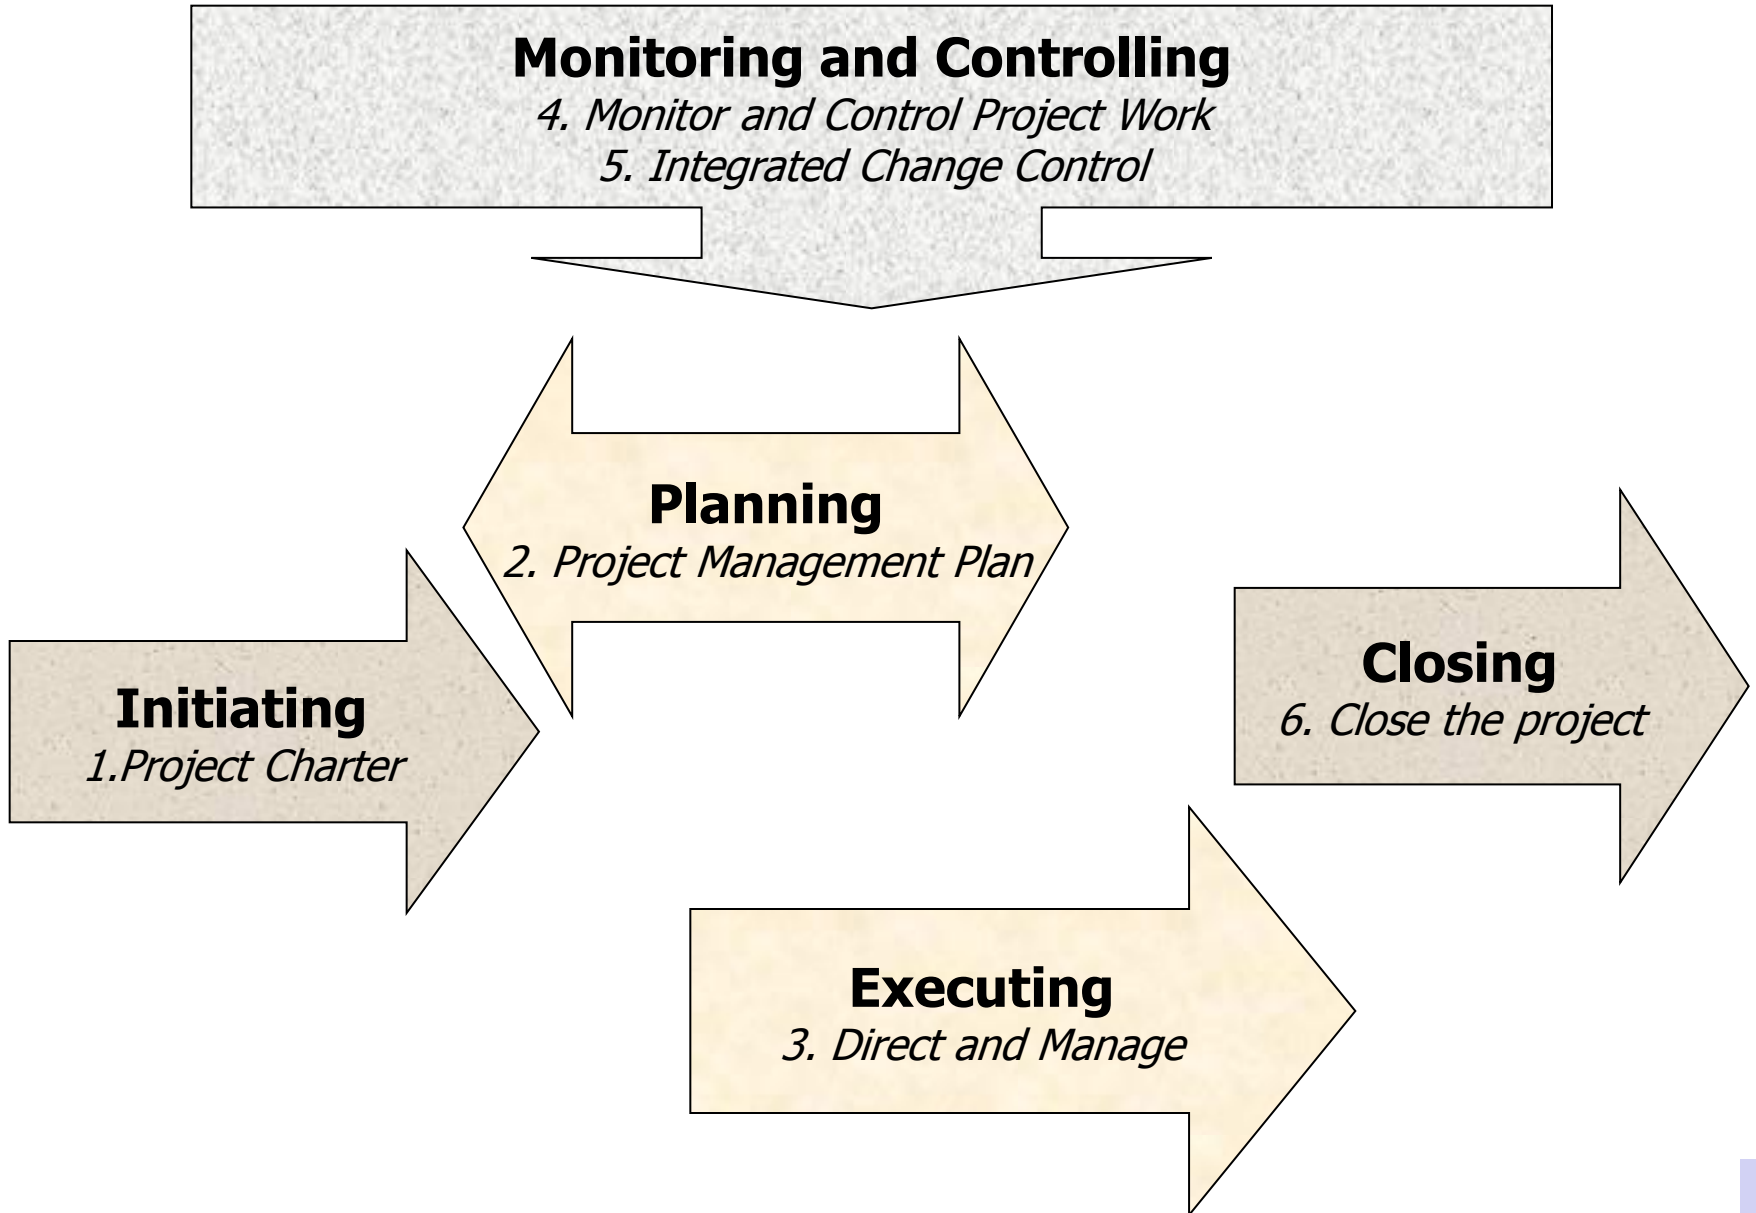 Monitoring and Controlling
4. Monitor and Control Project Work
5. Integrated Change Control
Planning
2. Project Management Plan
Initiating
1.Project Charter
Closing
6. Close the project
Executing
3. Direct and Manage